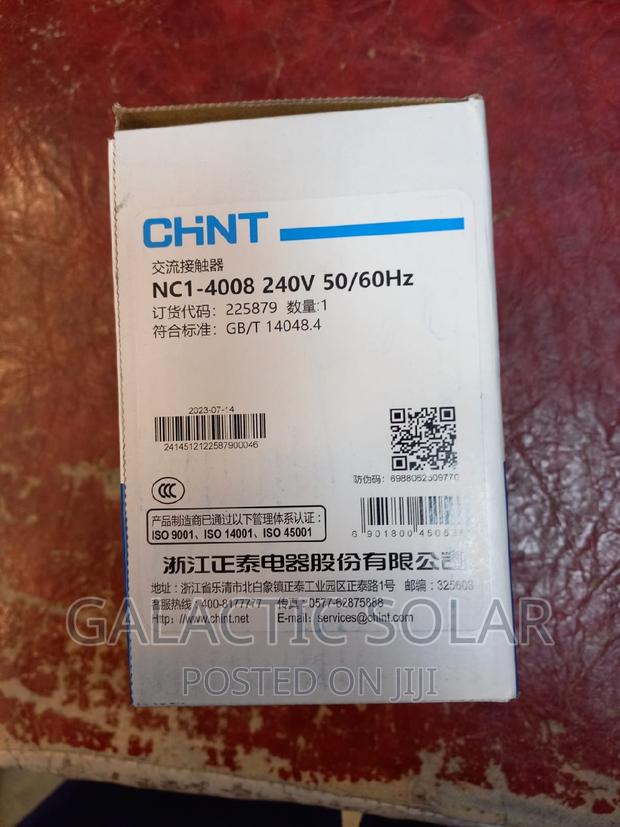 CHINT
交流接触器
NC1-4008 240V 50/60Hz
订货代码：225879 数量:1
符合标准：GB/T 14048.4
2023-07-14
2414512122587900046
防伪码：
产品制造商已通过以下管理体系认证：
ISO 9001、ISO 14001、ISO 45001
浙江正泰电器股份有限公司
地址：浙江省乐清市北白象镇正泰工业园区正泰路1号 邮编：325603
客服热线：400-8177777 传真：0577-62875888
Http://www.chint.net E-mail：services@chint.com
GALACTIC SOLAR
POSTED ON JIJI